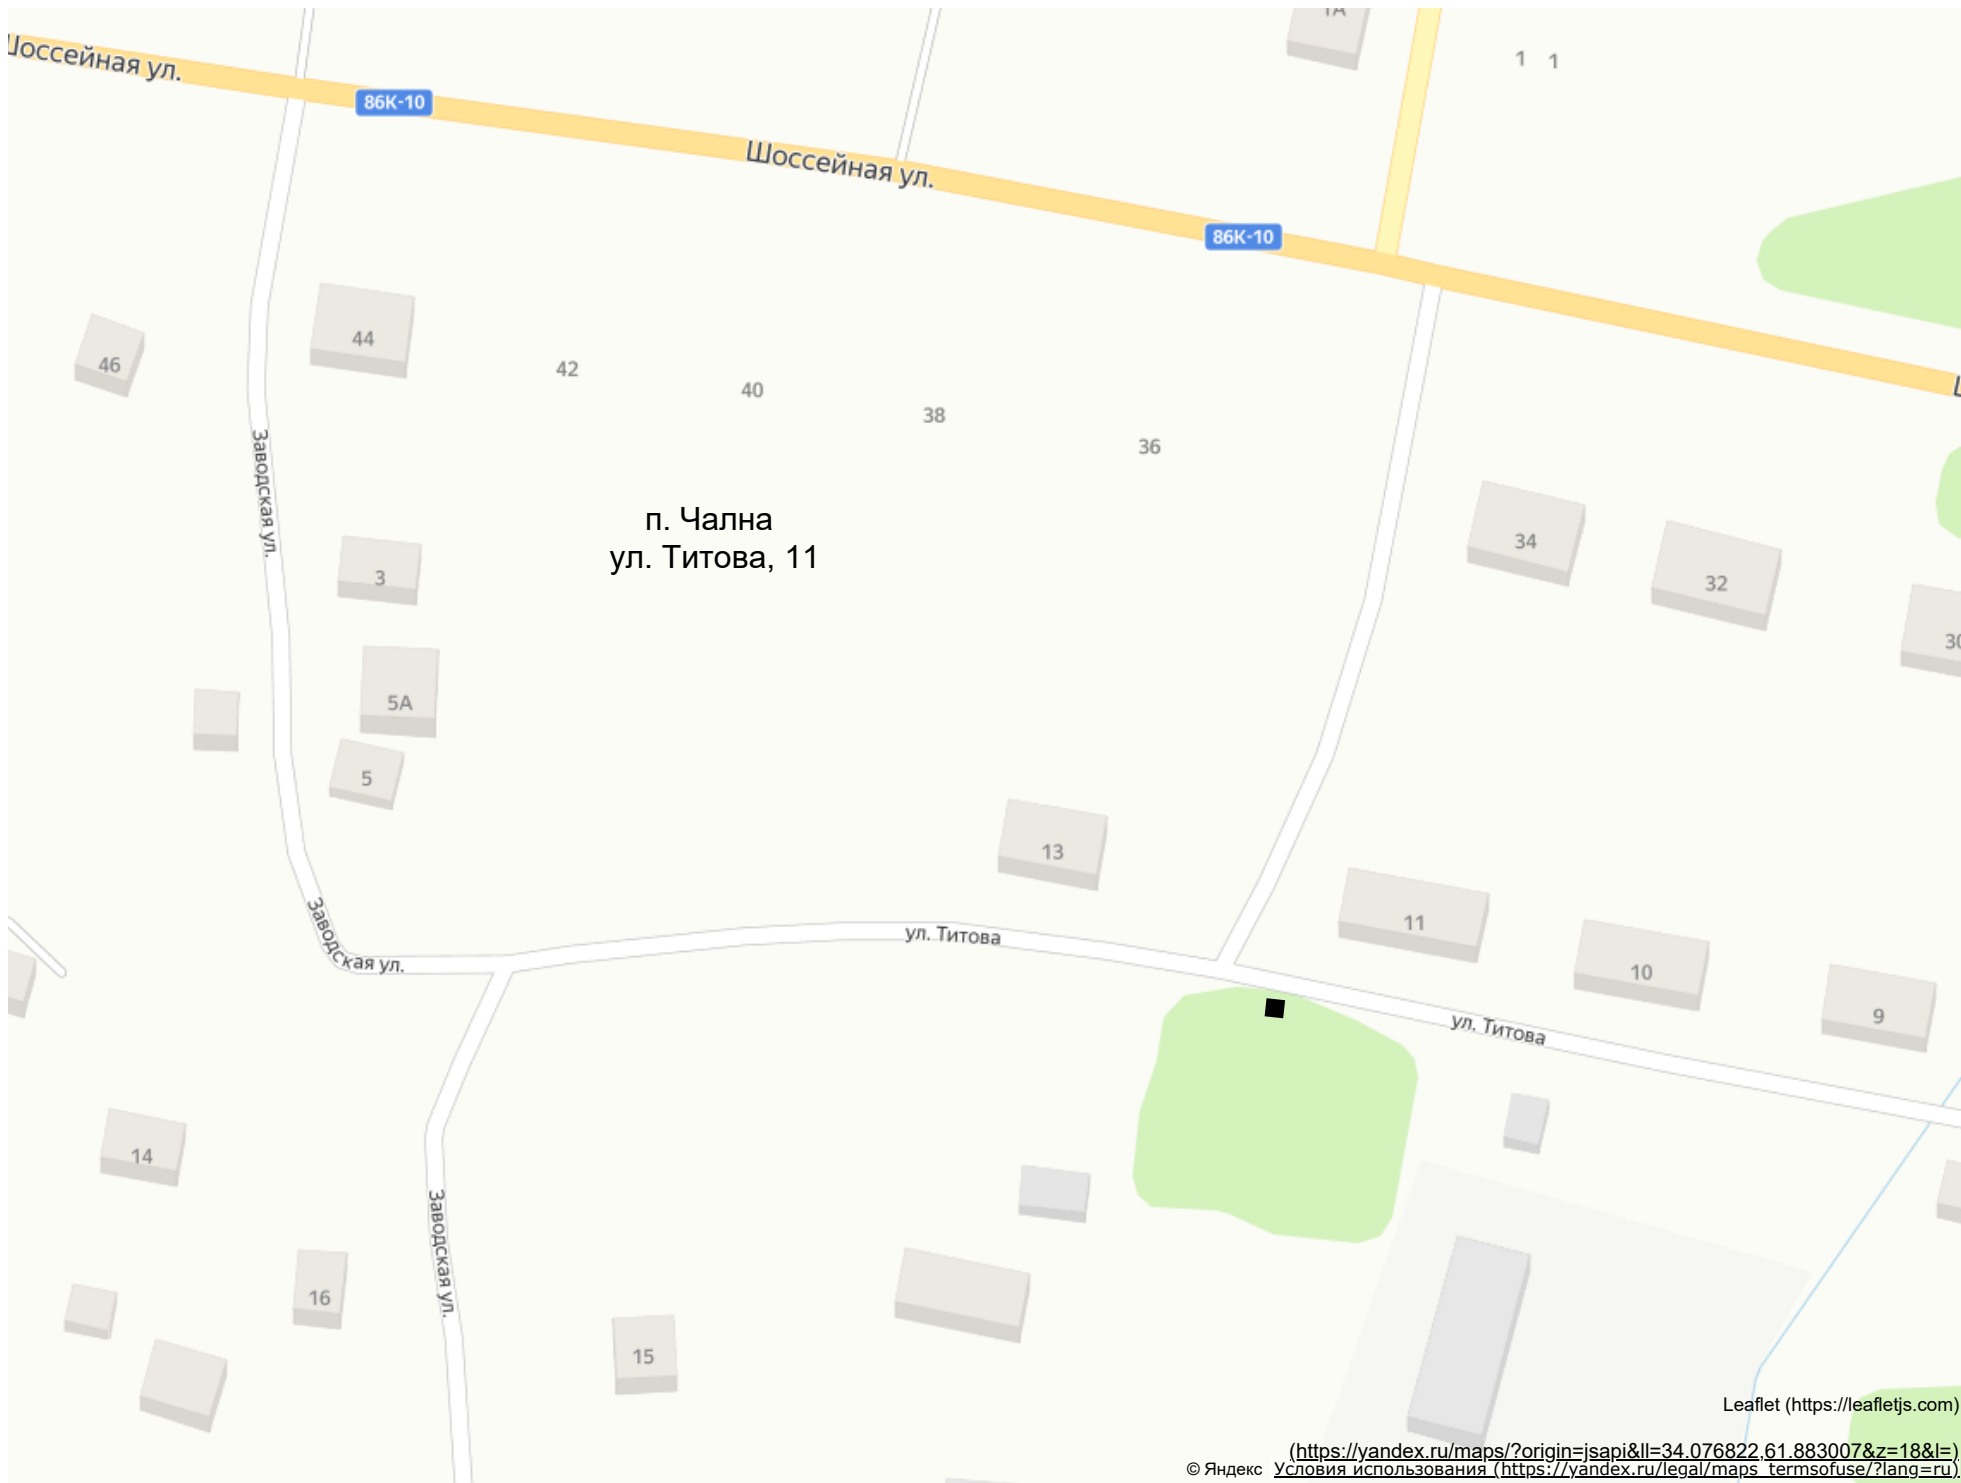 1А
1 1
Шоссейная ул.
86К-10
Шоссейная ул.
86К-10
44
46
42
40
38
36
Заводская ул.
п. Чална
ул. Титова, 11
34
32
30
3
5А
5
13
11
10
9
Заводская ул.
ул. Титова
ул. Титова
14
Заводская ул.
16
15
Leaflet (https://leafletjs.com)
(https://yandex.ru/maps/?origin=jsapi&ll=34.076822,61.883007&z=18&l=)
© Яндекс Условия использования (https://yandex.ru/legal/maps_termsofuse/?lang=ru)